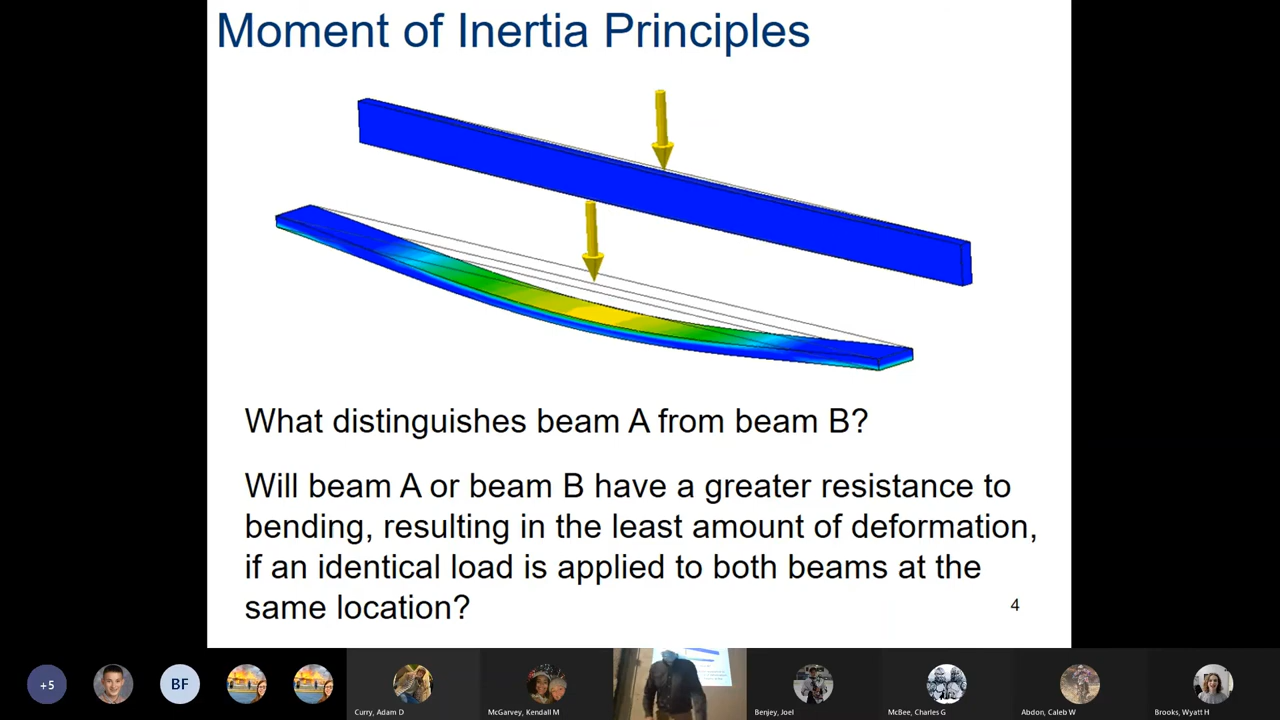 Moment of Inertia Principles
What distinguishes beam A from beam B?
Will beam A or beam B have a greater resistance to
bending, resulting in the least amount of deformation,
if an identical load is applied to both beams at the
same location?
4
+5
BF
Curry, Adam D
McGarvey, Kendall M
Benjey, Joel
McBee, Charles G
Abdon, Caleb W
Brooks, Wyatt H